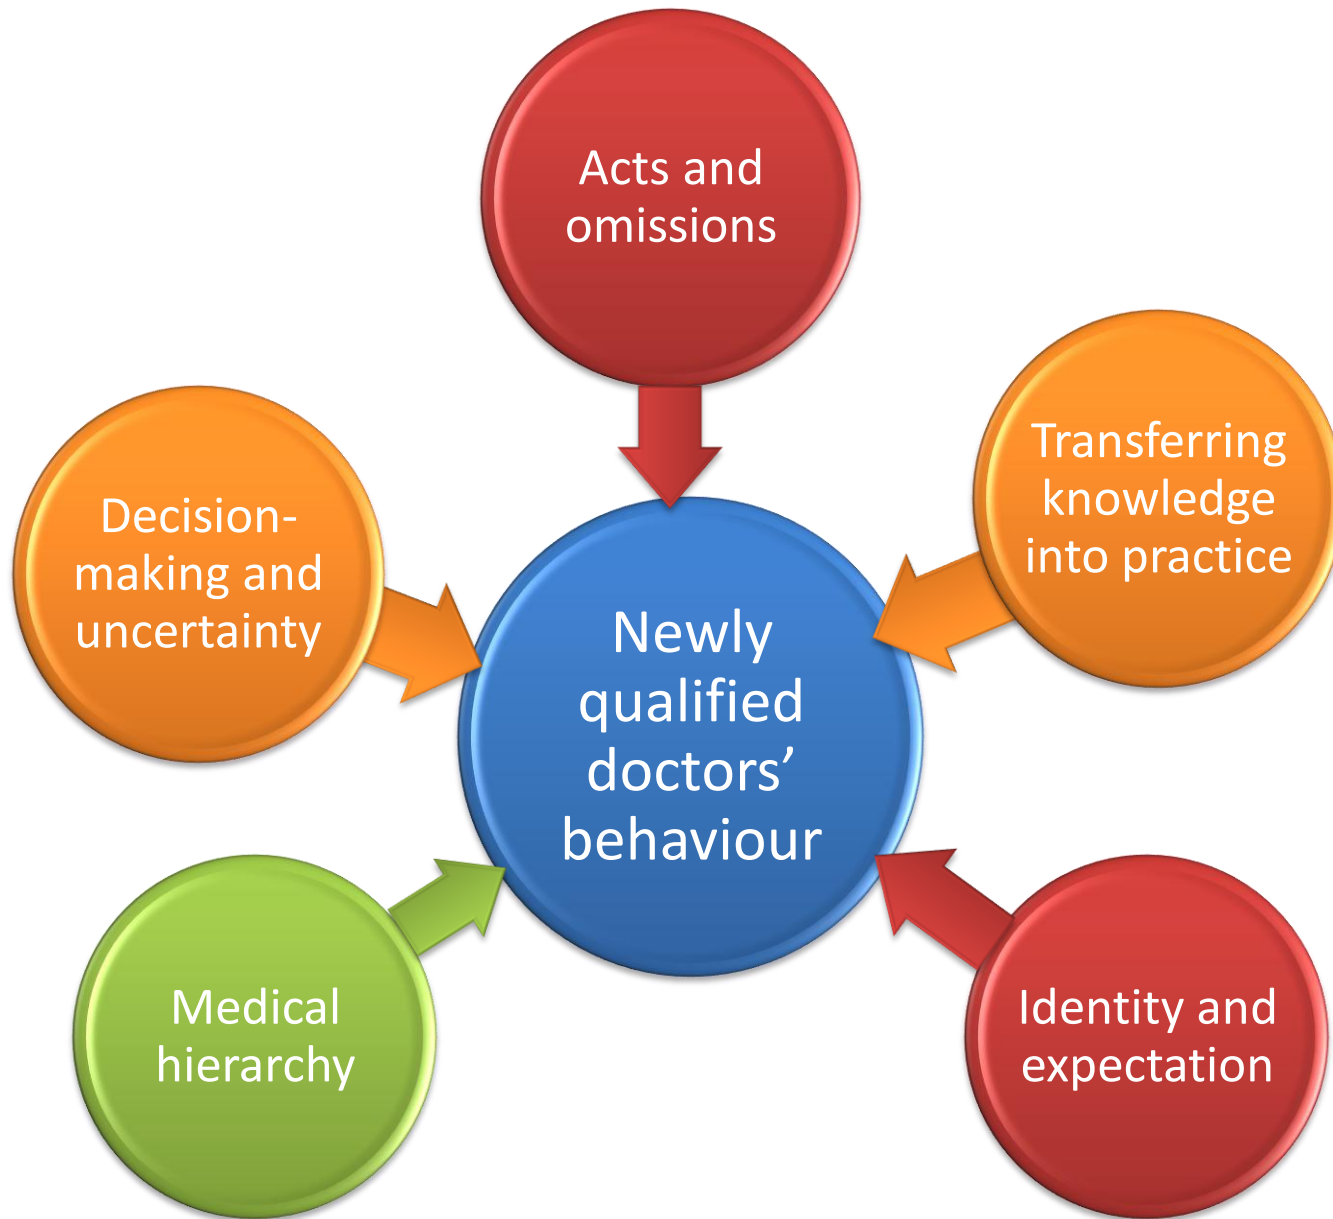 Acts and
omissions
Transferring
knowledge
into practice
Decision-
making and
uncertainty
Newly
qualified
doctors’
behaviour
Medical
hierarchy
Identity and
expectation